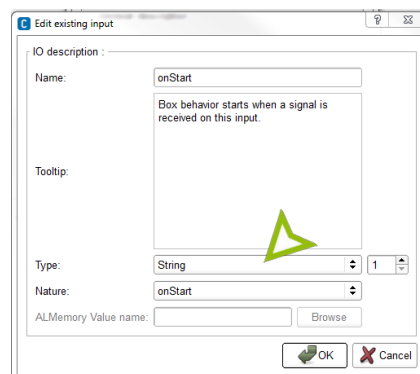 Edit existing input
IO description :
Name:
onStart
Box behavior starts when a signal is
received on this input.
Tooltip:
Type:
String
1
Nature:
onStart
ALMemory Value name:
Browse
OK
Cancel